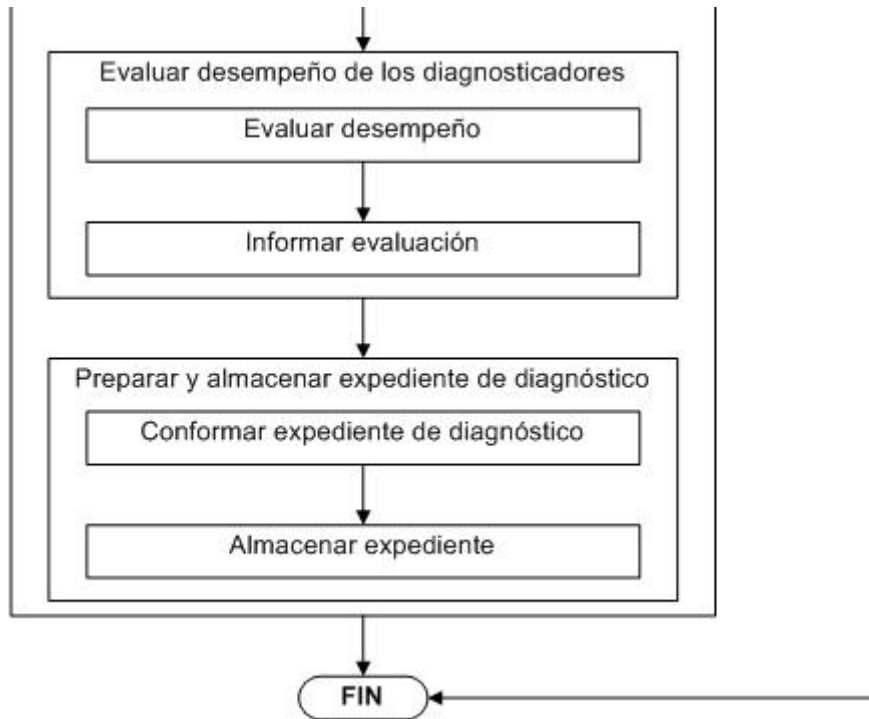 Evaluar desempeño de los diagnosticadores
Evaluar desempeño
Informar evaluación
Preparar y almacenar expediente de diagnóstico
Conformar expediente de diagnóstico
Almacenar expediente
FIN